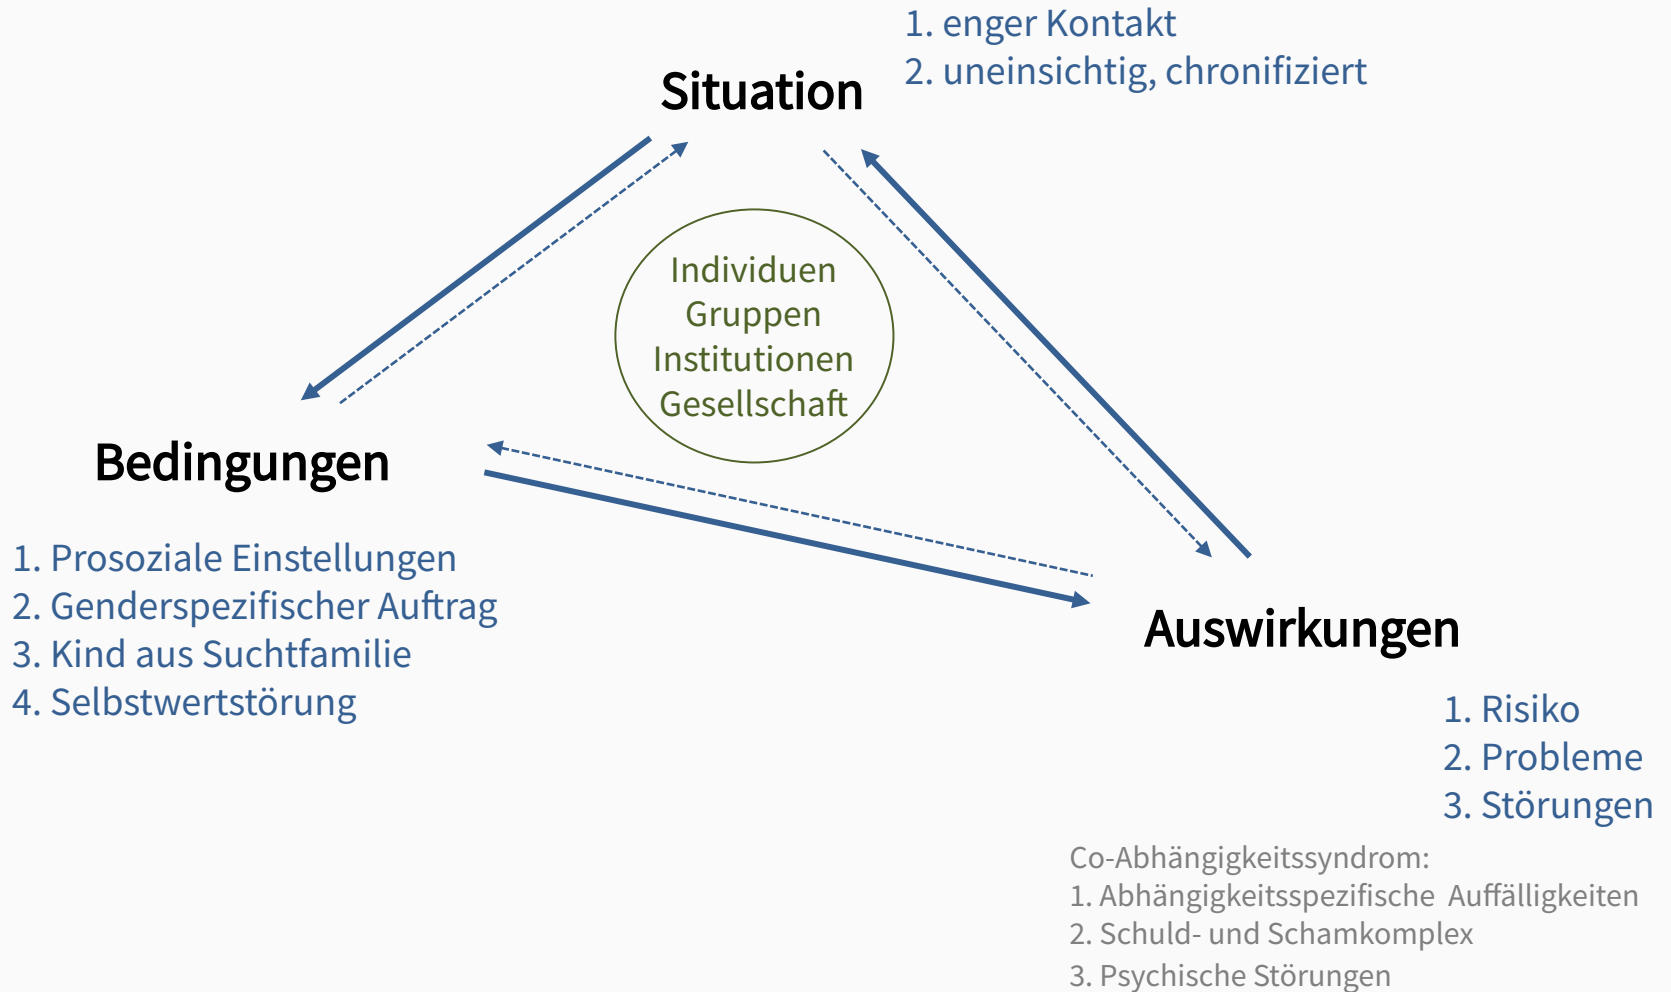 1. enger Kontakt
2. uneinsichtig, chronifiziert
Situation
Individuen
Gruppen
Institutionen
Gesellschaft
Bedingungen
1. Prosoziale Einstellungen
2. Genderspezifischer Auftrag
3. Kind aus Suchtfamilie
4. Selbstwertstörung
Auswirkungen
1. Risiko
2. Probleme
3. Störungen
Co-Abhängigkeitssyndrom:
1. Abhängigkeitsspezifische Auffälligkeiten
2. Schuld- und Schamkomplex
3. Psychische Störungen